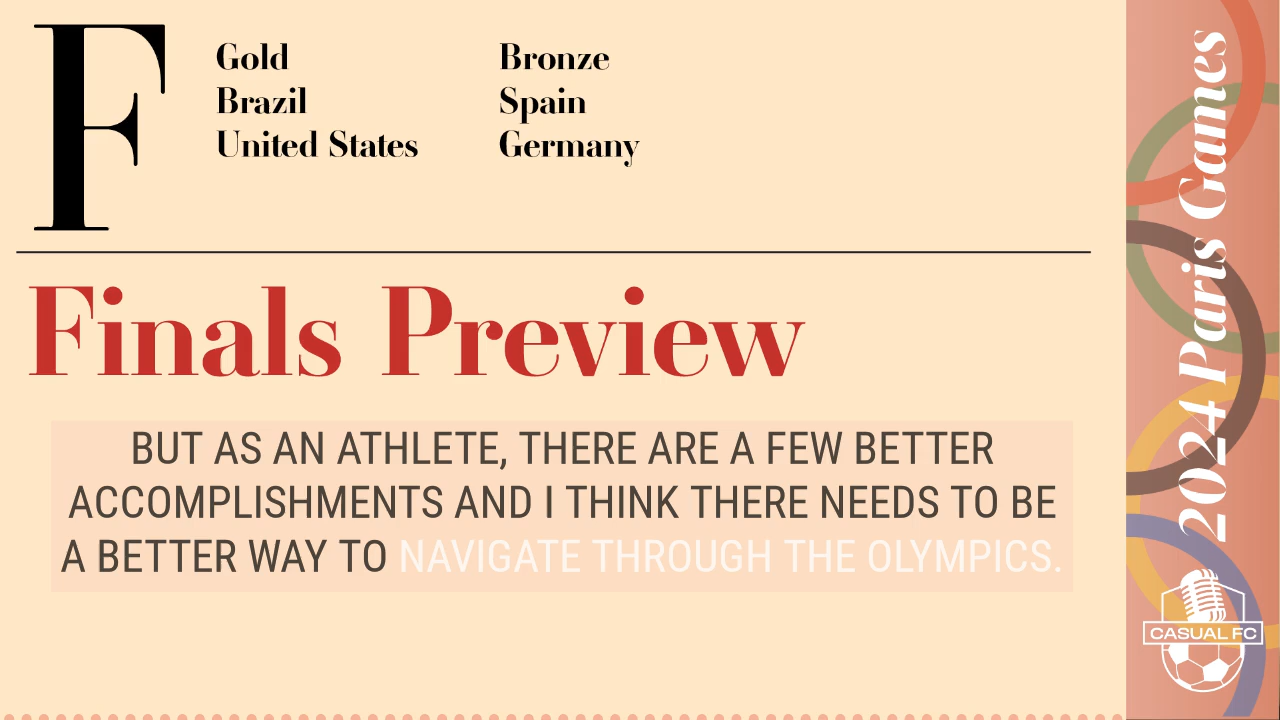 F
Gold
Brazil
United States
Bronze
Spain
Germany
Finals Preview
BUT AS AN ATHLETE, THERE ARE A FEW BETTER
ACCOMPLISHMENTS AND I THINK THERE NEEDS TO BE
A BETTER WAY TO NAVIGATE THROUGH THE OLYMPICS.
2024 Paris Games
CASUAL FC